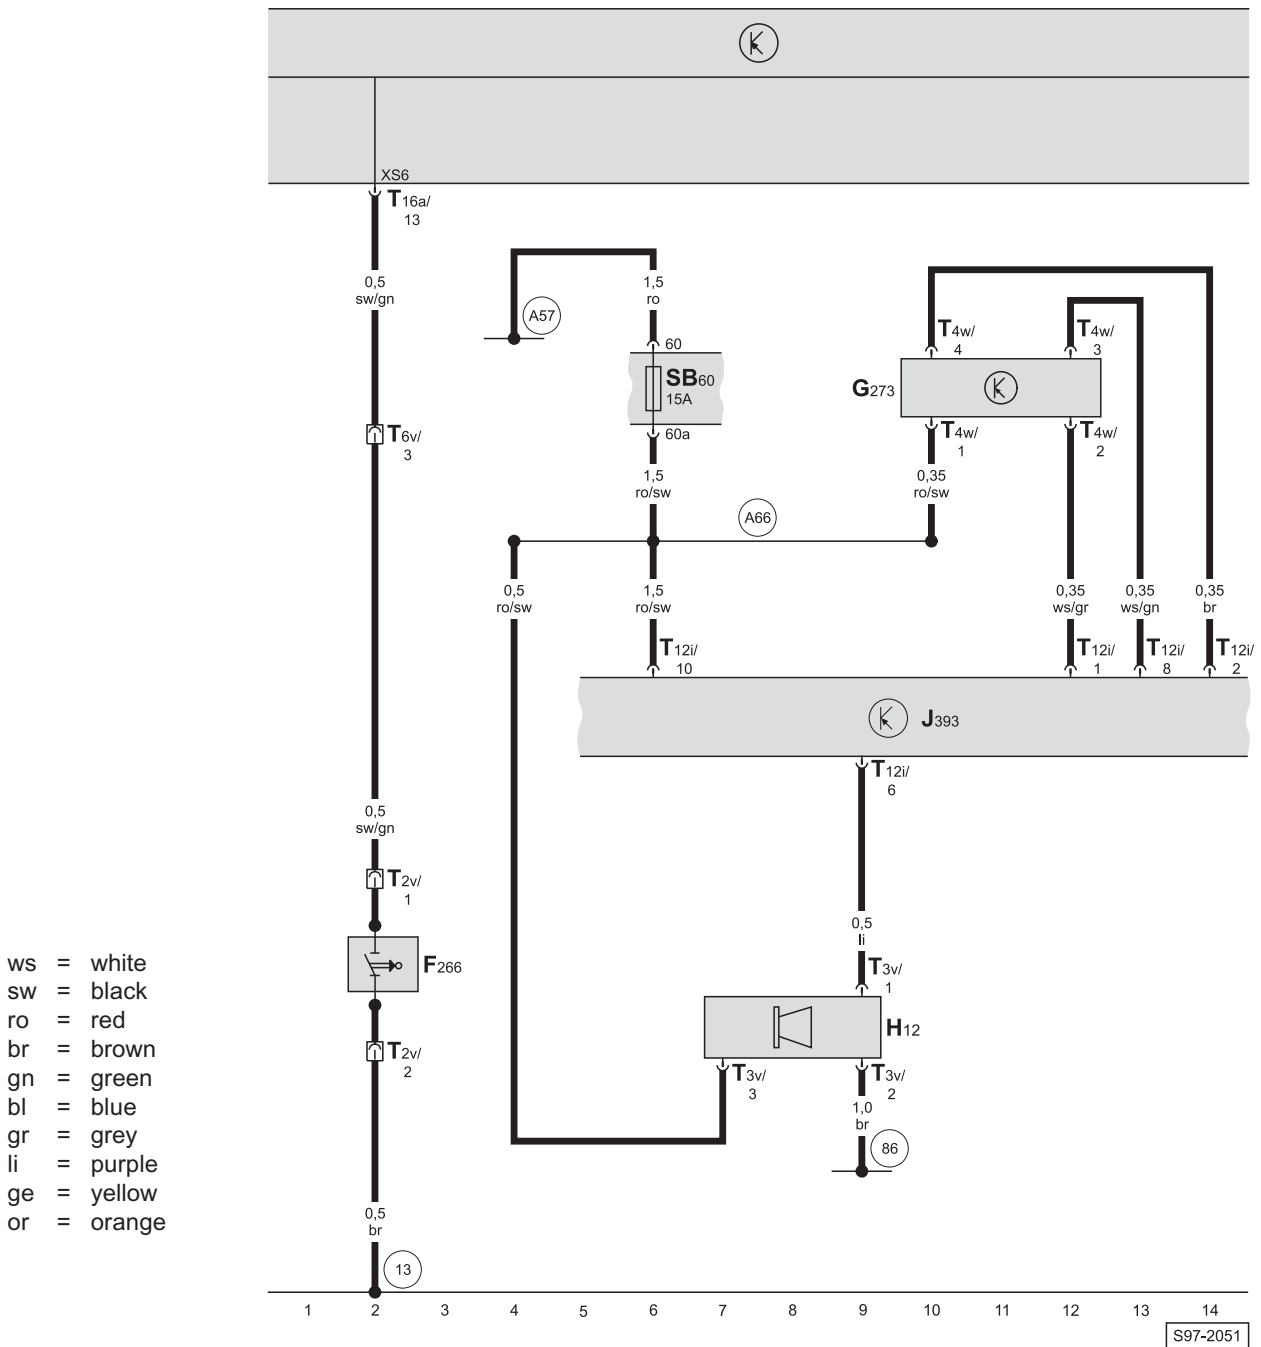 XS6
T16a/
13
0,5
sw/gn
1,5
ro
A57
60
SB60
15A
60a
T4w/
4
T4w/
3
G273
T4w/
1
T4w/
2
T6v/
3
1,5
ro/sw
0,35
ro/sw
A66
0,5
ro/sw
1,5
ro/sw
0,35
ws/gr
0,35
ws/gn
0,35
br
T12i/
10
T12i/
1
T12i/
8
T12i/
2
J393
T12i/
6
0,5
sw/gn
T2v/
1
0,5
li
F266
T3v/
1
H12
T2v/
2
T3v/
3
T3v/
2
1,0
br
86
ws = white
sw = black
ro = red
br = brown
gn = green
bl = blue
gr = grey
li = purple
ge = yellow
or = orange
0,5
br
13
1 2 3 4 5 6 7 8 9 10 11 12 13 14
S97-2051